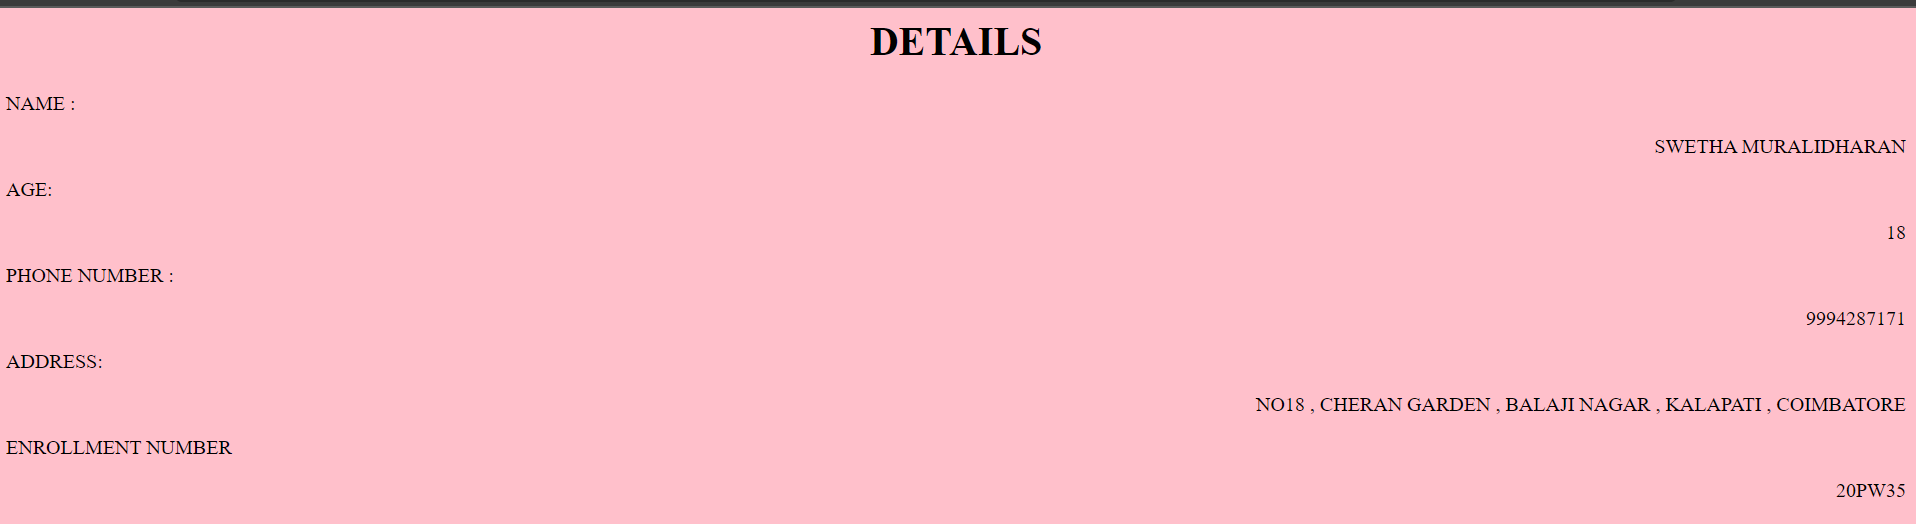 DETAILS
NAME :
SWETHA MURALIDHARAN
AGE:
18
PHONE NUMBER :
9994287171
ADDRESS:
NO18 , CHERAN GARDEN , BALAJI NAGAR , KALAPATI , COIMBATORE
ENROLLMENT NUMBER
20PW35